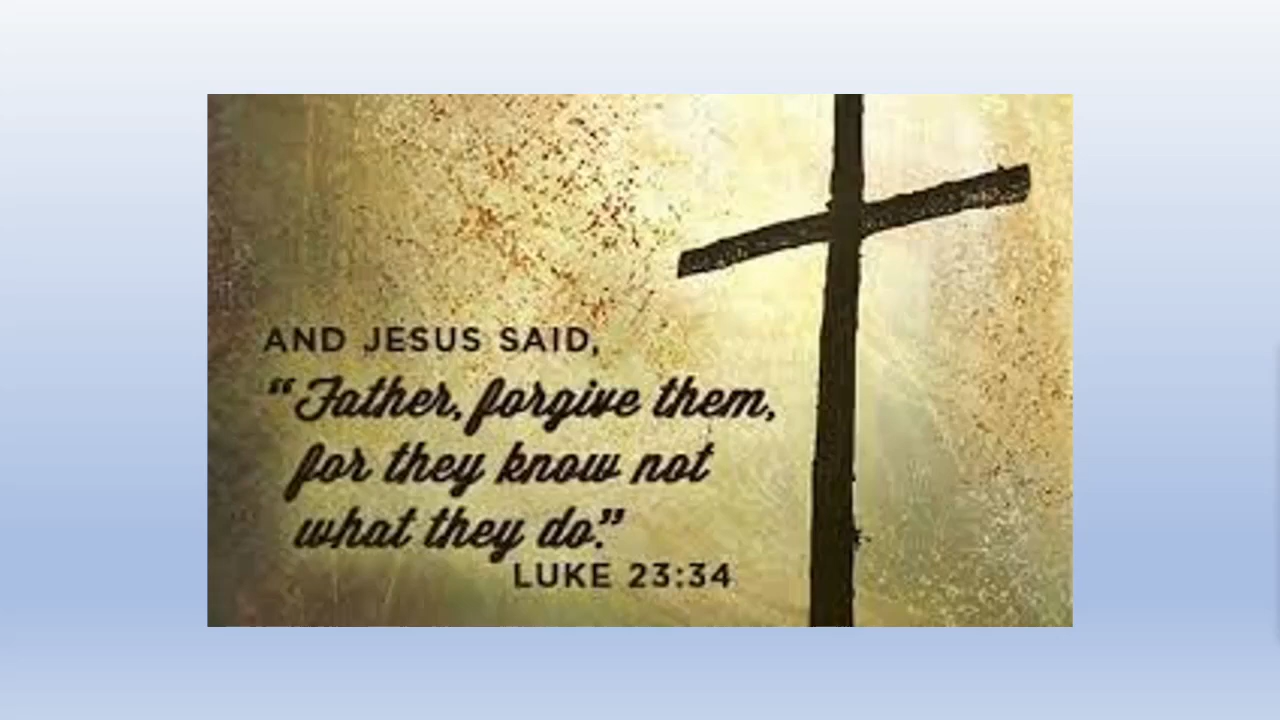 AND JESUS SAID,
“Father, forgive them,
for they know not
what they do.”
LUKE 23:34